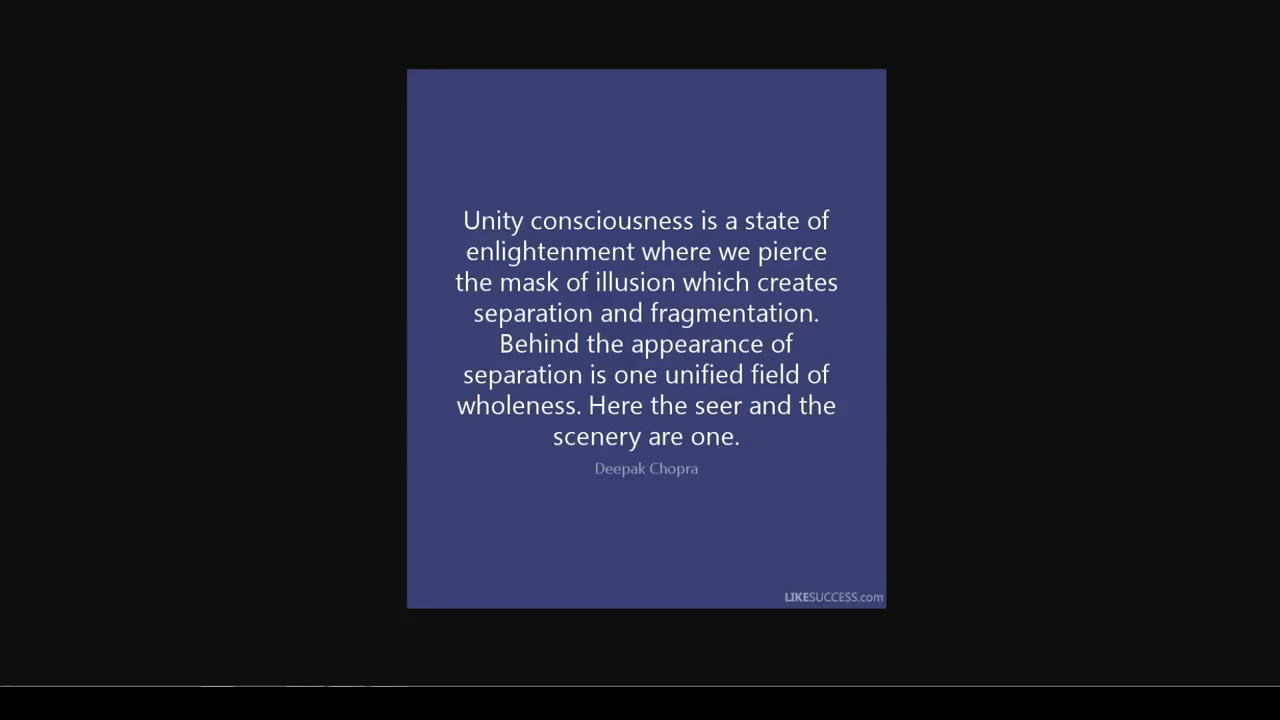 Unity consciousness is a state of
enlightenment where we pierce
the mask of illusion which creates
separation and fragmentation.
Behind the appearance of
separation is one unified field of
wholeness. Here the seer and the
scenery are one.
Deepak Chopra
LIKESUCCESS.com